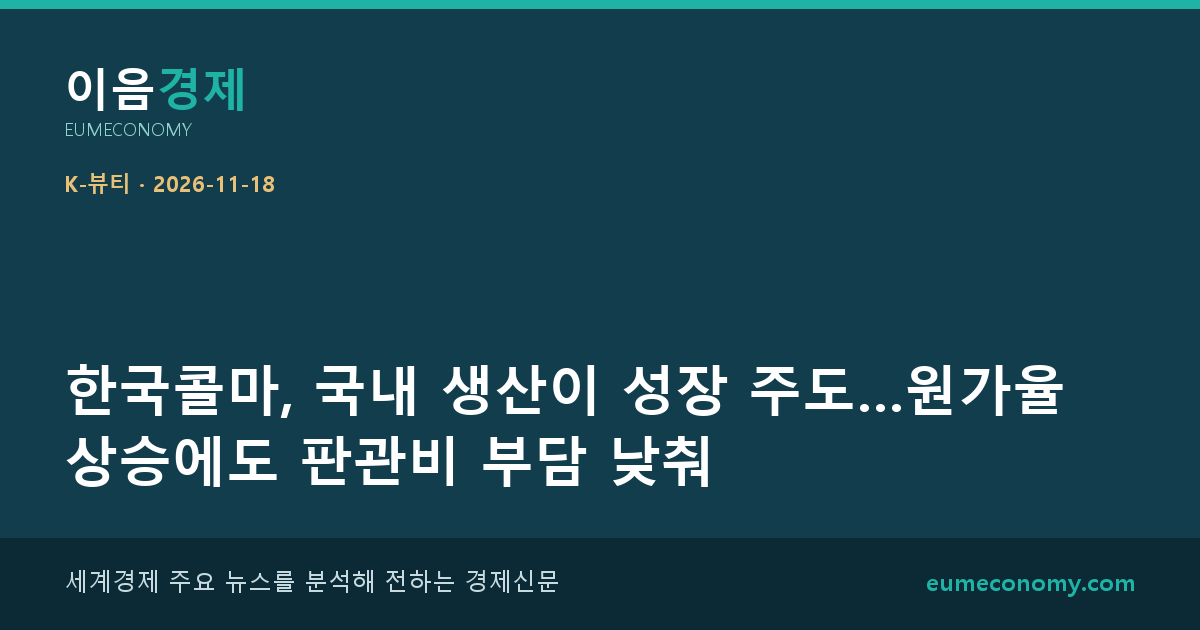 이음경제
EUMECONOMY
K-뷰티 · 2026-11-18
한국콜마, 국내 생산이 성장 주도…원가율
상승에도 판관비 부담 낮춰
세계경제 주요 뉴스를 분석해 전하는 경제신문
eumeconomy.com